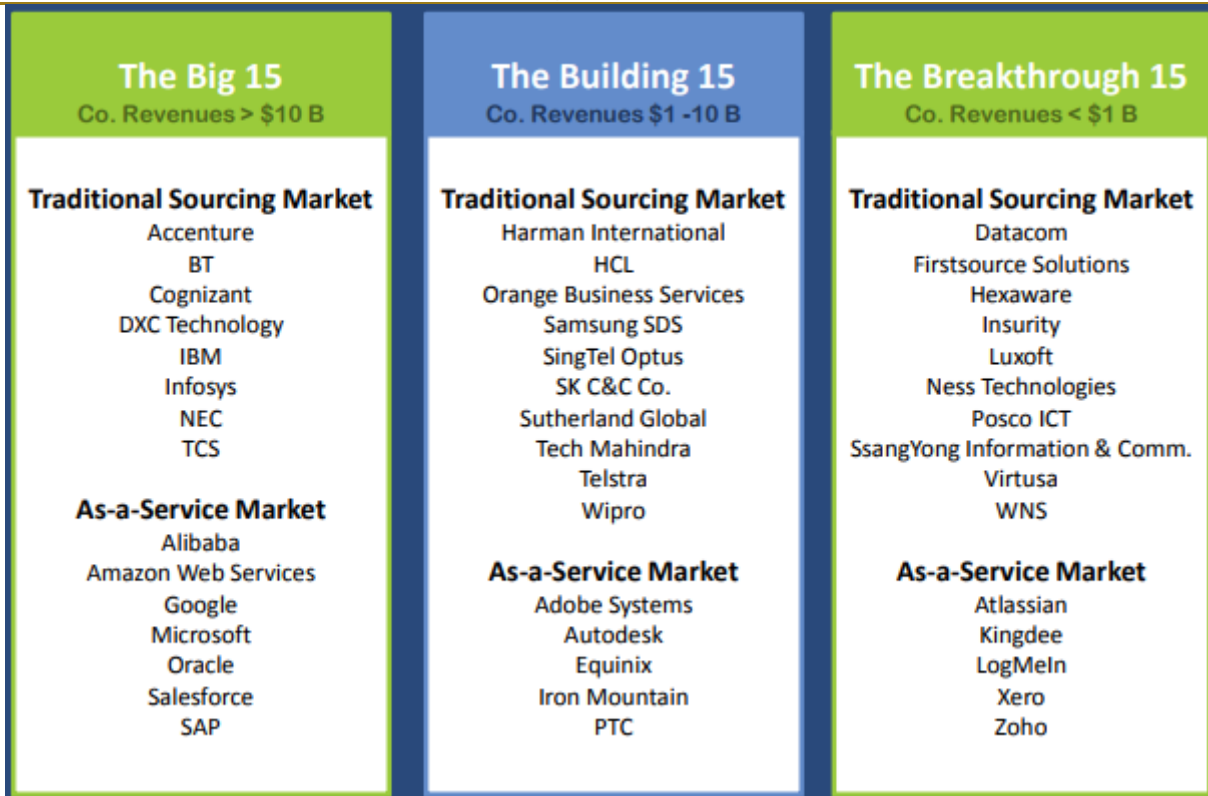 The Big 15
Co. Revenues > $10 B
Traditional Sourcing Market
Accenture
BT
Cognizant
DXC Technology
IBM
Infosys
NEC
TCS
As-a-Service Market
Alibaba
Amazon Web Services
Google
Microsoft
Oracle
Salesforce
SAP
The Building 15
Co. Revenues $1 -10 B
Traditional Sourcing Market
Harman International
HCL
Orange Business Services
Samsung SDS
SingTel Optus
SK C&C Co.
Sutherland Global
Tech Mahindra
Telstra
Wipro
As-a-Service Market
Adobe Systems
Autodesk
Equinix
Iron Mountain
PTC
The Breakthrough 15
Co. Revenues < $1 B
Traditional Sourcing Market
Datacom
Firstsource Solutions
Hexaware
Insurity
Luxoft
Ness Technologies
Posco ICT
SsangYong Information & Comm.
Virtusa
WNS
As-a-Service Market
Atlassian
Kingdee
LogMeIn
Xero
Zoho